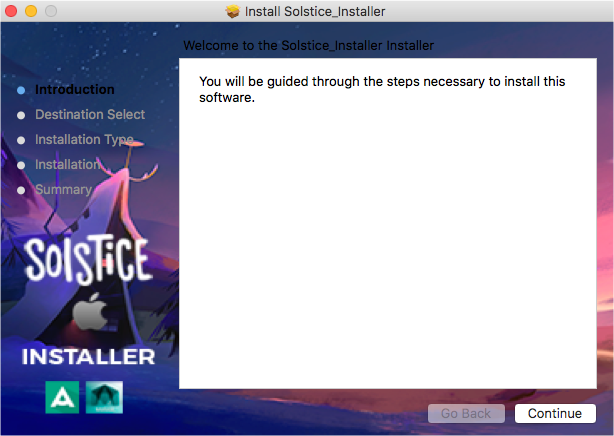 Install Solstice_Installer
Welcome to the Solstice_Installer Installer
Introduction
Destination Select
Installation Type
Installation
Summary
You will be guided through the steps necessary to install this
software.
SOLSTiCE
INSTALLER
Go Back
Continue